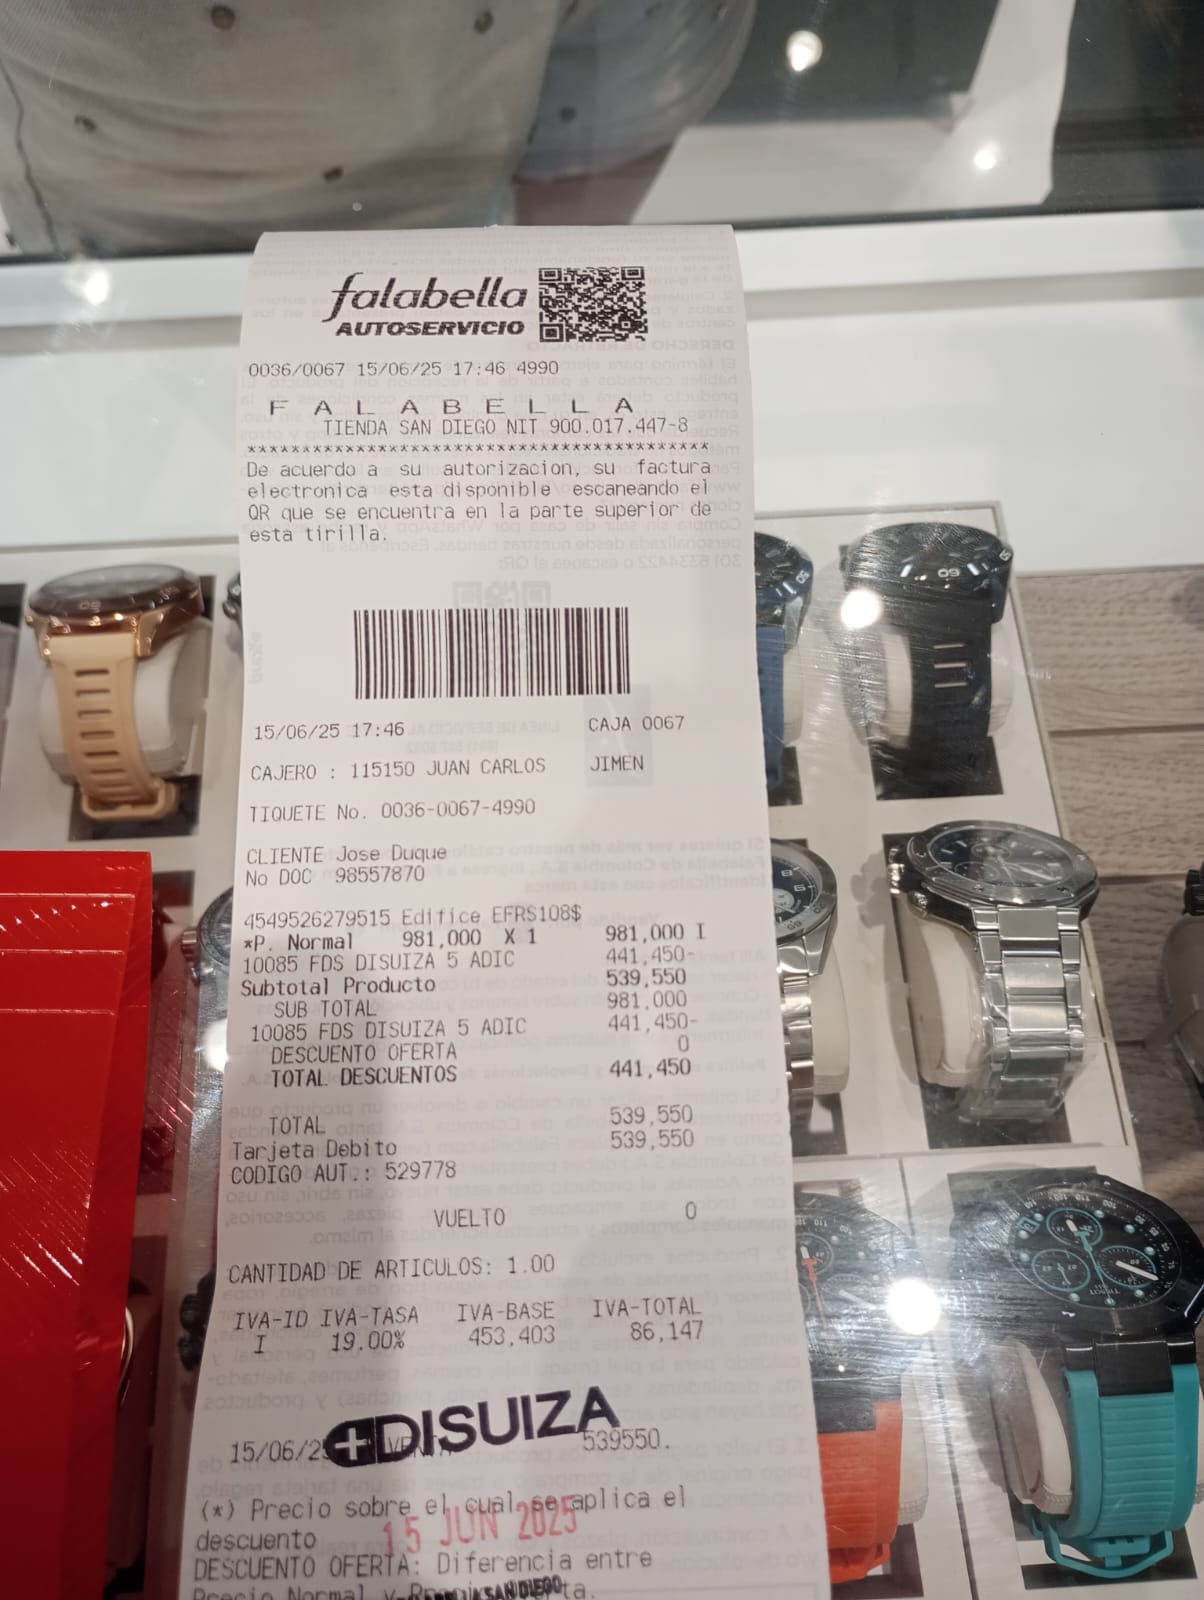 falabella
AUTOSERVICIO
0036/0067 15/06/25 17:46 4990
F A L A B E L L A
TIENDA SAN DIEGO NIT 900.017.447-8
******************************************
De acuerdo a su autorizacion, su factura
electronica esta disponible escaneando el
QR que se encuentra en la parte superior de
esta tirilla.
15/06/25 17:46 CAJA 0067
CAJERO : 115150 JUAN CARLOS JIMEN
TIQUETE No. 0036-0067-4990
CLIENTE Jose Duque
No DOC 98557870
4549526279515 Edifice EFRS108$
*P. Normal 981,000 X 1 981,000 I
10085 FDS DISUIZA 5 ADIC 441,450-
Subtotal Producto 539,550
SUB TOTAL 981,000
10085 FDS DISUIZA 5 ADIC 441,450-
DESCUENTO OFERTA 0
TOTAL DESCUENTOS 441,450
TOTAL 539,550
Tarjeta Debito 539,550
CODIGO AUT.: 529778
VUELTO 0
CANTIDAD DE ARTICULOS: 1.00
IVA-ID IVA-TASA IVA-BASE IVA-TOTAL
I 19.00% 453,403 86,147
DISUIZA
15/06/25 VENTA 539550.
(*) Precio sobre el cual se aplica el
descuento
15 JUN 2025
DESCUENTO OFERTA: Diferencia entre
Precio Normal y
SAN DIEGO